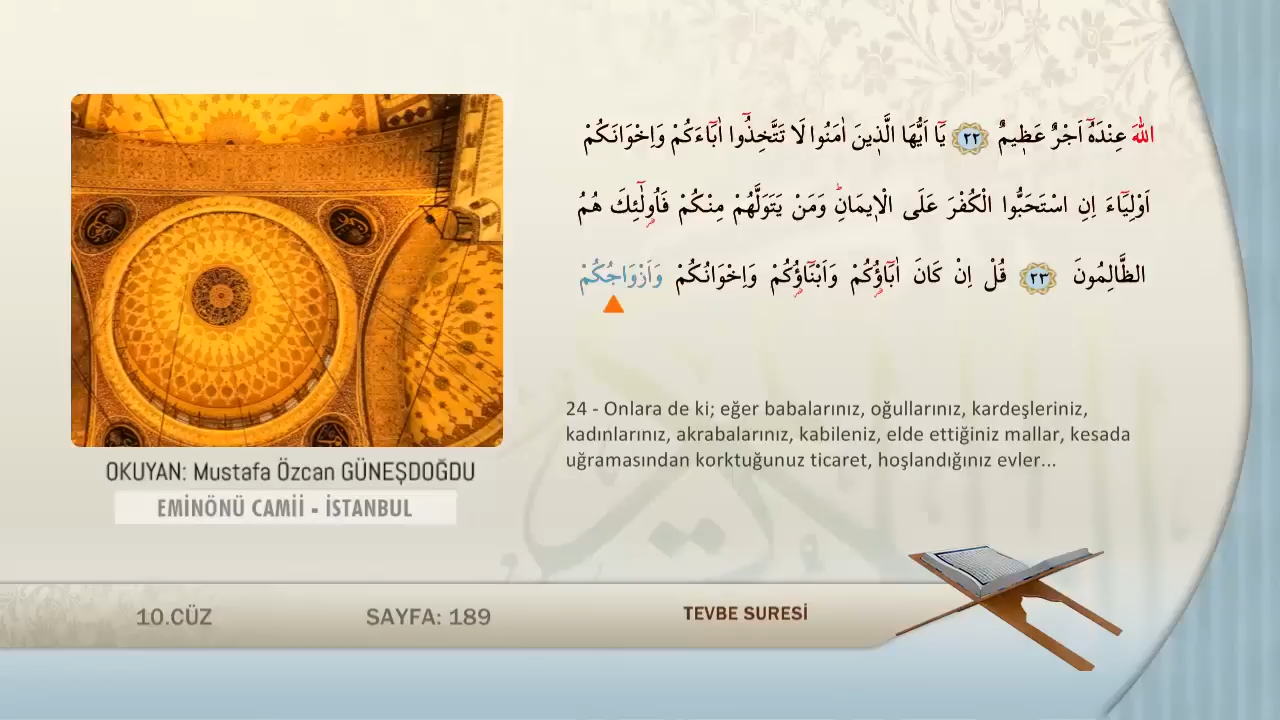 اللهَ عِنْدَهُٓ اَجْرٌ عَظ۪يمٌ ﴿٢٢﴾ يَٓا اَيُّهَا الَّذ۪ينَ اٰمَنُوا لَا تَتَّخِذُٓوا اٰبَٓاءَكُمْ وَاِخْوَانَكُمْ
اَوْلِيَٓاءَ اِنِ اسْتَحَبُّوا الْكُفْرَ عَلَى الْا۪يمَانِۜ وَمَنْ يَتَوَلَّهُمْ مِنْكُمْ فَاُو۬لٰٓئِكَ هُمُ
الظَّالِمُونَ ﴿٢٣﴾ قُلْ اِنْ كَانَ اٰبَٓاؤُ۬كُمْ وَاَبْنَٓاؤُ۬كُمْ وَاِخْوَانُكُمْ وَاَزْوَاجُكُمْ
24 - Onlara de ki; eğer babalarınız, oğullarınız, kardeşleriniz,
kadınlarınız, akrabalarınız, kabileniz, elde ettiğiniz mallar, kesada
uğramasından korktuğunuz ticaret, hoşlandığınız evler...
OKUYAN: Mustafa Özcan GÜNEŞDOĞDU
EMİNÖNÜ CAMİİ - İSTANBUL
10.CÜZ
SAYFA: 189
TEVBE SURESİ